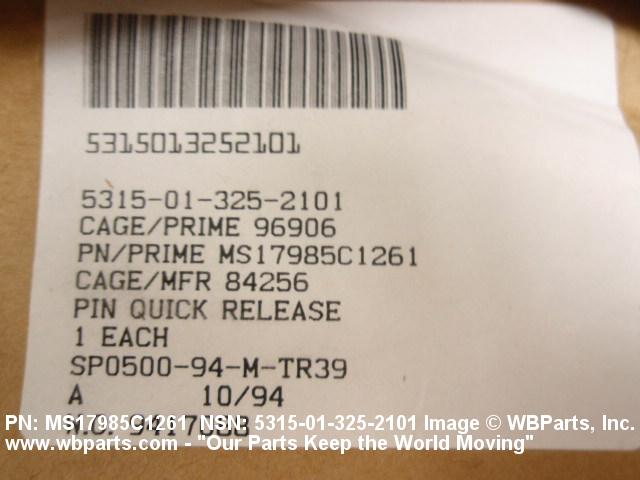 5315013252101
5315-01-325-2101
CAGE/PRIME 96906
PN/PRIME MS17985C1261
CAGE/MFR 84256
PIN QUICK RELEASE
1 EACH
SP0500-94-M-TR39
A 10/94
PN: MS17985C1261 NSN: 5315-01-325-2101 Image © WBParts, Inc.
www.wbparts.com - "Our Parts Keep the World Moving"